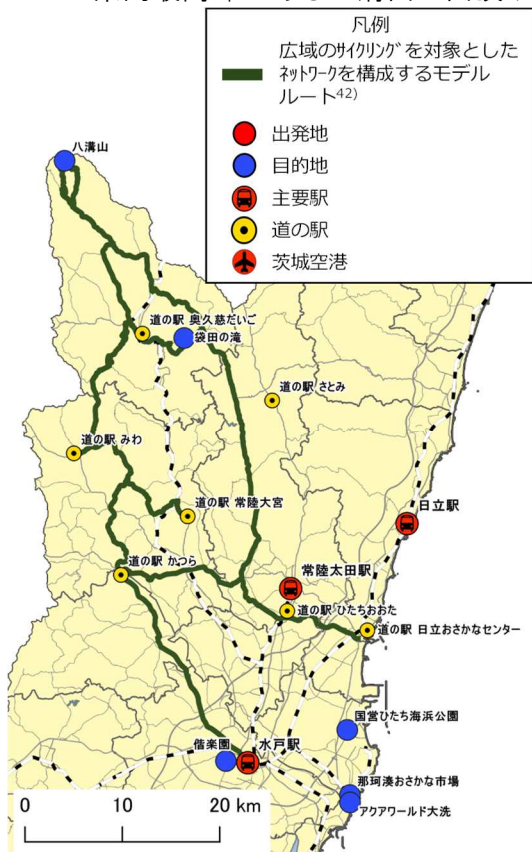 凡例
広域のｻｲｸﾘﾝｸﾞを対象とした
ﾈｯﾄﾜｰｸを構成するモデル
ルート42)
出発地
目的地
主要駅
道の駅
茨城空港
八溝山
道の駅 奥久慈だいご
袋田の滝
道の駅 さとみ
道の駅 みわ
道の駅 常陸大宮
日立駅
道の駅 かつら
常陸太田駅
道の駅 ひたちおおた
道の駅 日立おさかなセンター
国営ひたち海浜公園
偕楽園
水戸駅
那珂湊おさかな市場
アクアワールド大洗
0 10 20 km